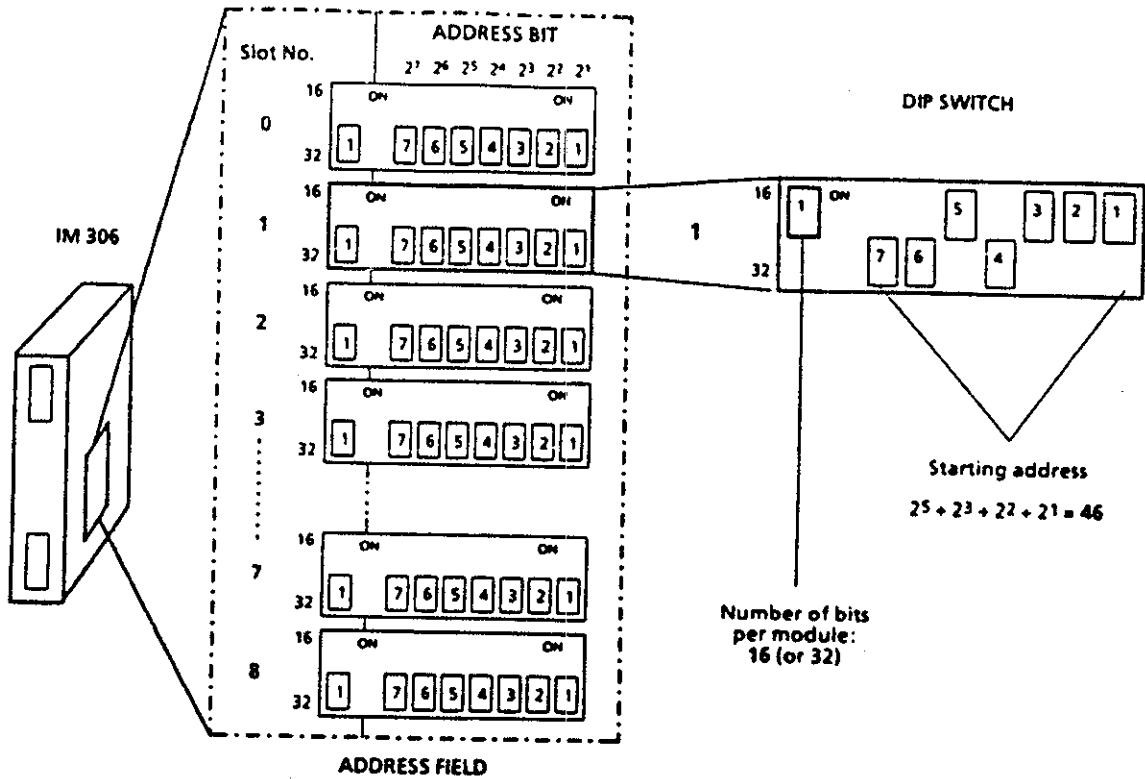 ADDRESS BIT
Slot No.
2⁷ 2⁶ 2⁵ 2⁴ 2³ 2² 2¹
16 ON ON
0
32 1 7 6 5 4 3 2 1
16 ON ON
1
32 1 7 6 5 4 3 2 1
16 ON ON
2
32 1 7 6 5 4 3 2 1
16 ON ON
3
32 1 7 6 5 4 3 2 1
16 ON ON
7
32 1 7 6 5 4 3 2 1
16 ON ON
8
32 1 7 6 5 4 3 2 1
ADDRESS FIELD
IM 306
DIP SWITCH
16 1 ON 5 3 2 1
1
32 7 6 4
Starting address
2⁵ + 2³ + 2² + 2¹ = 46
Number of bits
per module:
16 (or 32)